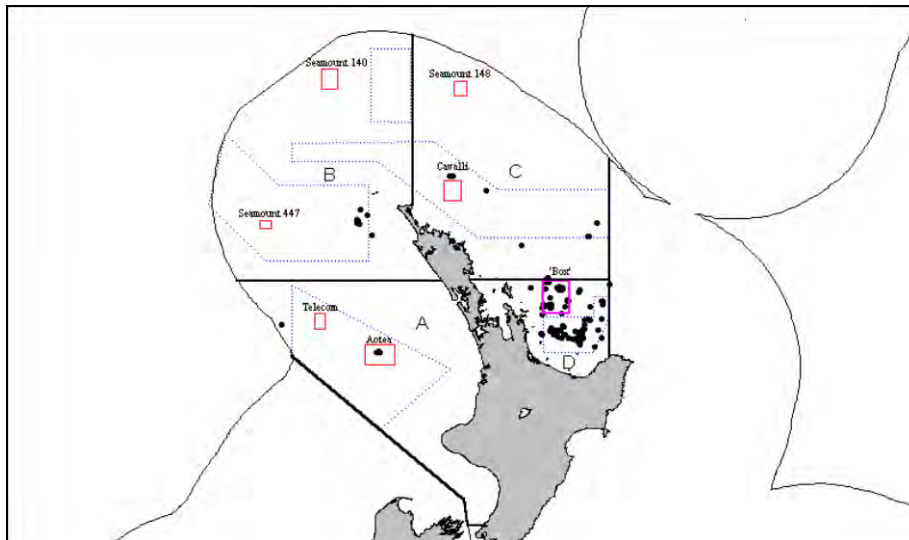 Seamount 140
Seamount 148
Cavalli
C
B
Seamount 447
'Box'
Telecom
A
Aotea
D